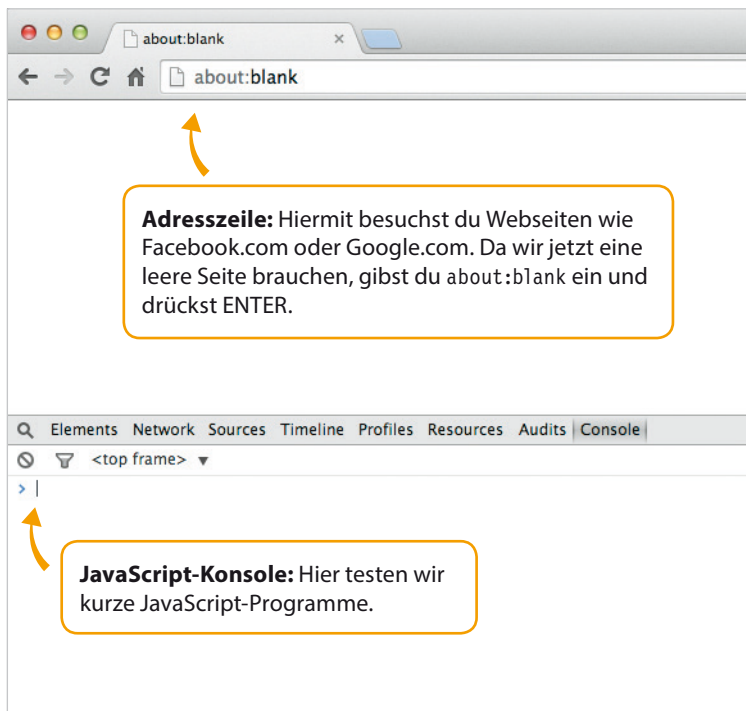 about:blank
about:blank
Adresszeile: Hiermit besuchst du Webseiten wie
Facebook.com oder Google.com. Da wir jetzt eine
leere Seite brauchen, gibst du about:blank ein und
drückst ENTER.
Elements Network Sources Timeline Profiles Resources Audits Console
<top frame>
JavaScript-Konsole: Hier testen wir
kurze JavaScript-Programme.